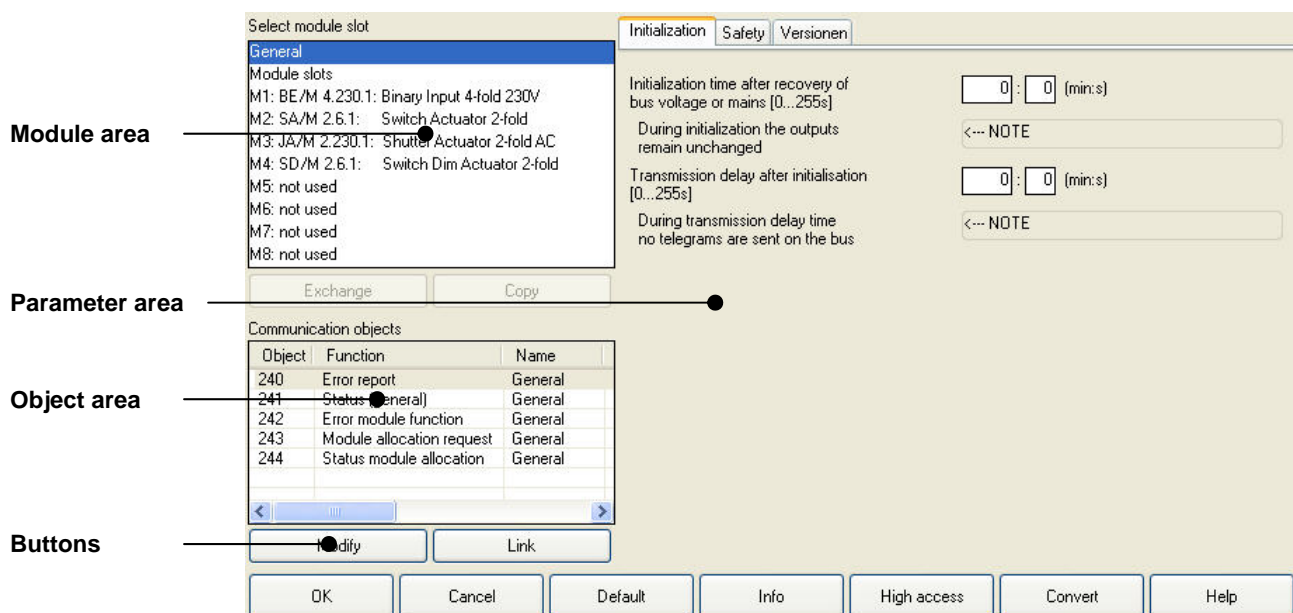 Select module slot
General
Module slots
M1: BE/M 4.230.1: Binary Input 4-fold 230V
M2: SA/M 2.6.1: Switch Actuator 2-fold
M3: JA/M 2.230.1: Shutter Actuator 2-fold AC
M4: SD/M 2.6.1: Switch Dim Actuator 2-fold
M5: not used
M6: not used
M7: not used
M8: not used
Module area
Exchange Copy
Parameter area
Communication objects
Object Function Name
240 Error report General
241 Status (General) General
242 Error module function General
243 Module allocation request General
244 Status module allocation General
Object area
Modify Link
Buttons
Initialization Safety Versionen
Initialization time after recovery of
bus voltage or mains [0...255s]
0 : 0 (min:s)
During initialization the outputs
remain unchanged
<--- NOTE
Transmission delay after initialisation
[0...255s]
0 : 0 (min:s)
During transmission delay time
no telegrams are sent on the bus
<--- NOTE
OK Cancel Default Info High access Convert Help